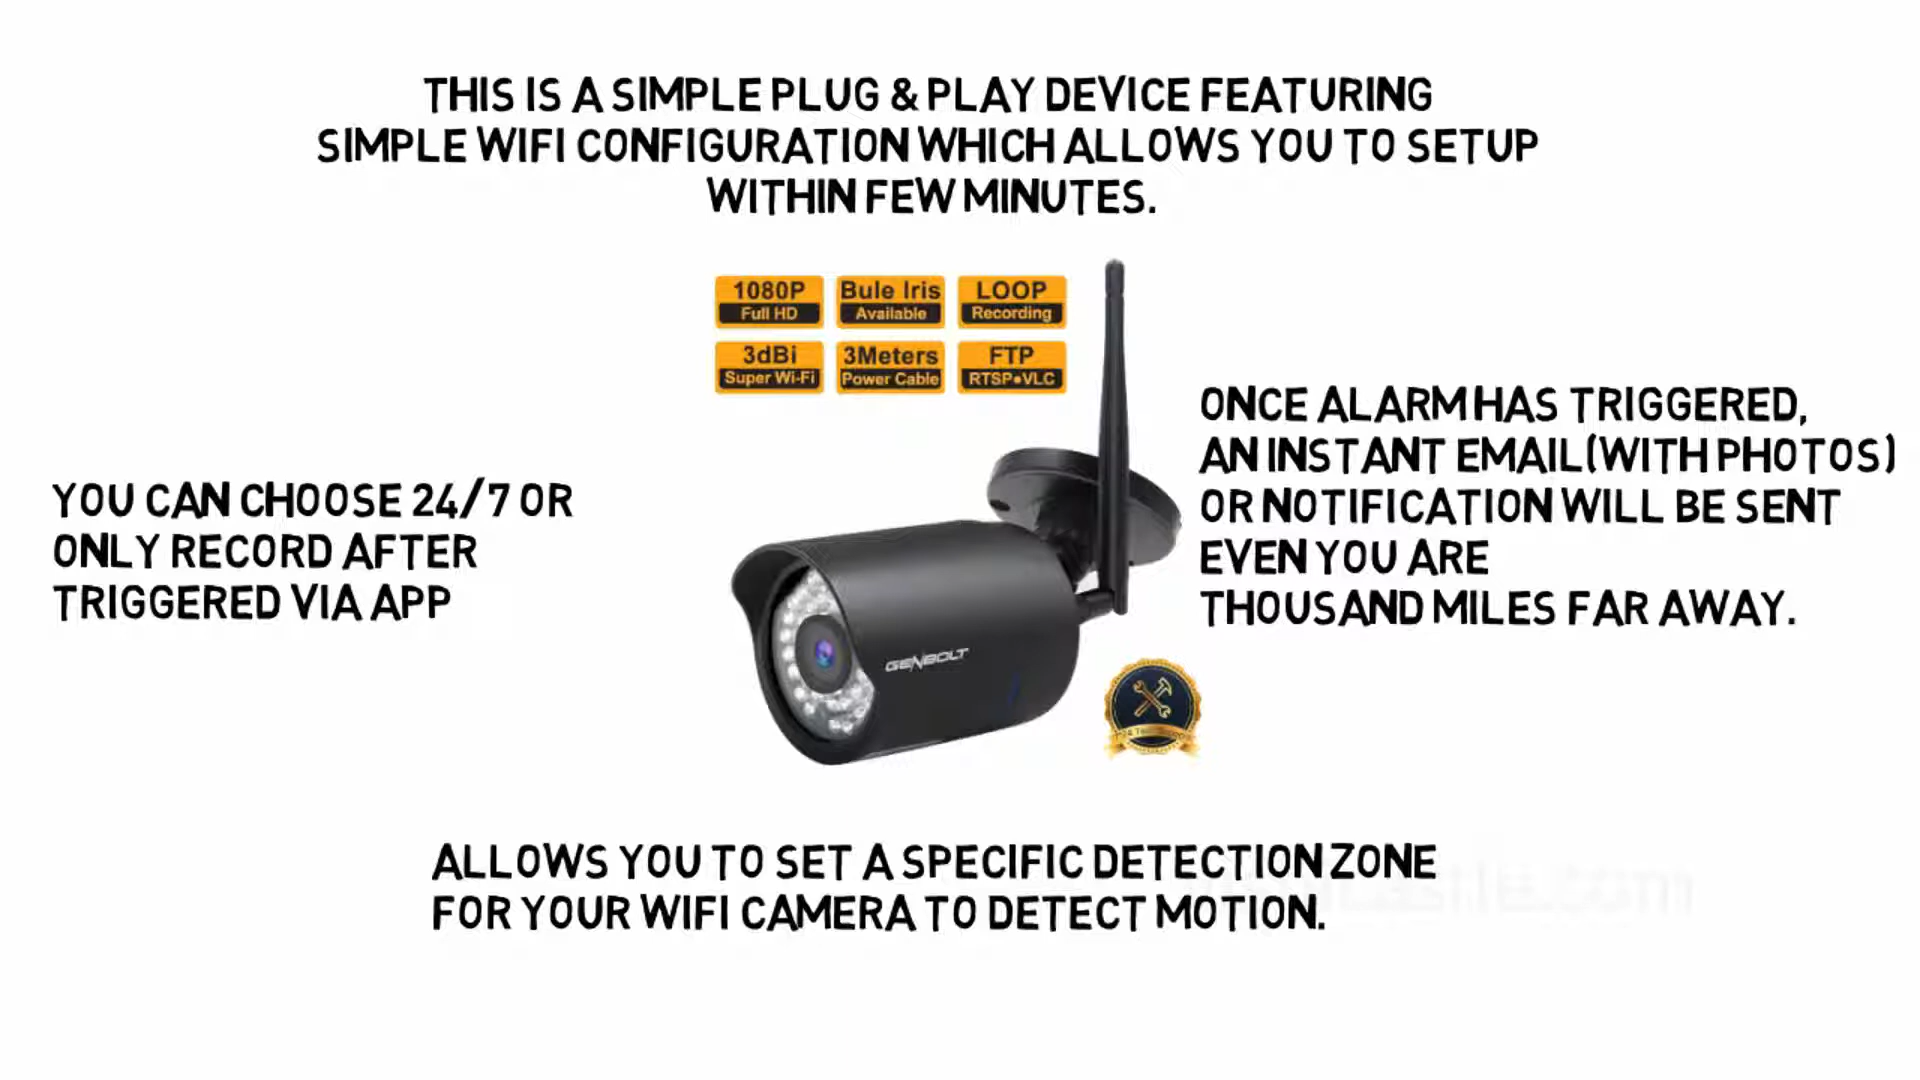 THIS IS A SIMPLE PLUG & PLAY DEVICE FEATURING
SIMPLE WIFI CONFIGURATION WHICH ALLOWS YOU TO SETUP
WITHIN FEW MINUTES.
1080P
Full HD
Bule Iris
Available
LOOP
Recording
3dBi
Super Wi-Fi
3Meters
Power Cable
FTP
RTSP•VLC
YOU CAN CHOOSE 24/7 OR
ONLY RECORD AFTER
TRIGGERED VIA APP
ONCE ALARM HAS TRIGGERED,
AN INSTANT EMAIL(WITH PHOTOS)
OR NOTIFICATION WILL BE SENT
EVEN YOU ARE
THOUSAND MILES FAR AWAY.
GENBOLT
ALLOWS YOU TO SET A SPECIFIC DETECTION ZONE
FOR YOUR WIFI CAMERA TO DETECT MOTION.